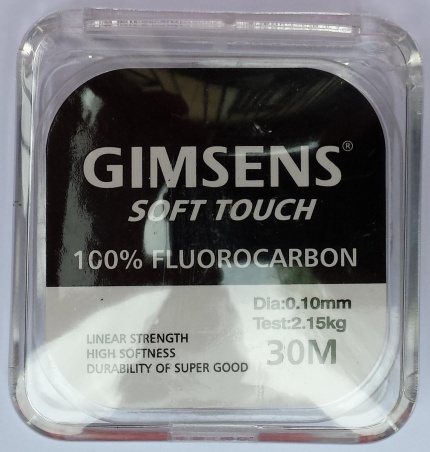 GIMSENS®
SOFT TOUCH
100% FLUOROCARBON
Dia:0.10mm
Test:2.15kg
30M
LINEAR STRENGTH
HIGH SOFTNESS
DURABILITY OF SUPER GOOD